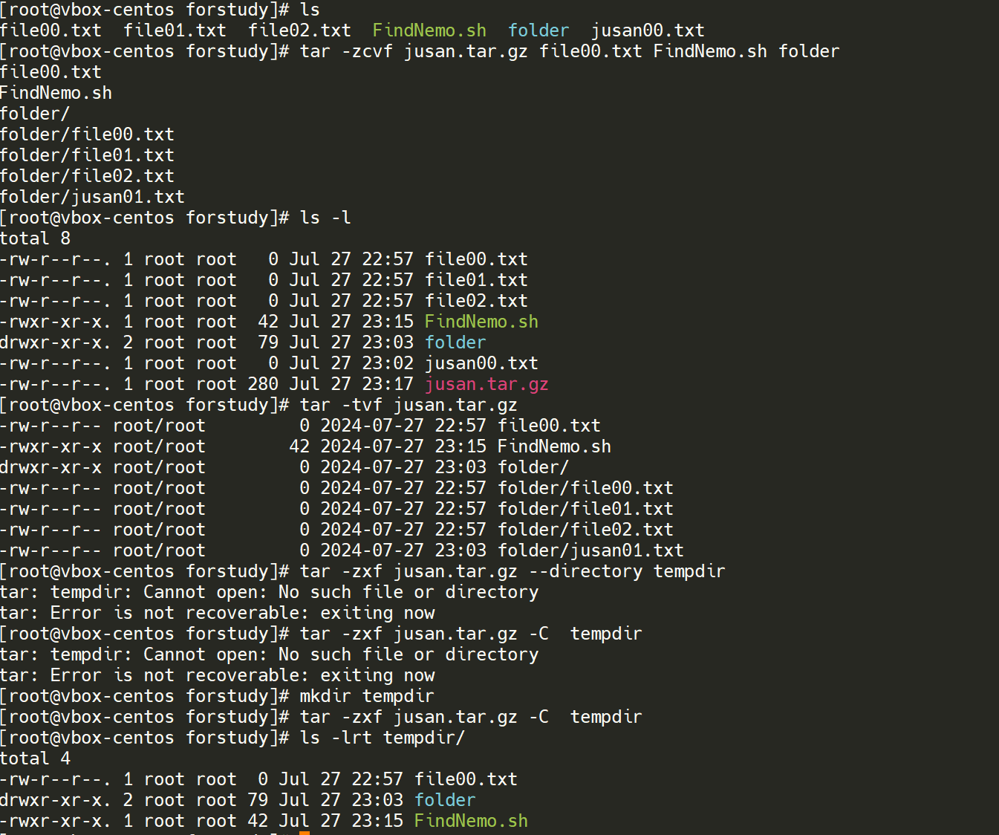 [root@vbox-centos forstudy]# ls
file00.txt  file01.txt  file02.txt  FindNemo.sh  folder  jusan00.txt
[root@vbox-centos forstudy]# tar -zcvf jusan.tar.gz file00.txt FindNemo.sh folder
file00.txt
FindNemo.sh
folder/
folder/file00.txt
folder/file01.txt
folder/file02.txt
folder/jusan01.txt
[root@vbox-centos forstudy]# ls -l
total 8
-rw-r--r--. 1 root root   0 Jul 27 22:57 file00.txt
-rw-r--r--. 1 root root   0 Jul 27 22:57 file01.txt
-rw-r--r--. 1 root root   0 Jul 27 22:57 file02.txt
-rwxr-xr-x. 1 root root  42 Jul 27 23:15 FindNemo.sh
drwxr-xr-x. 2 root root  79 Jul 27 23:03 folder
-rw-r--r--. 1 root root   0 Jul 27 23:02 jusan00.txt
-rw-r--r--. 1 root root 280 Jul 27 23:17 jusan.tar.gz
[root@vbox-centos forstudy]# tar -tvf jusan.tar.gz
-rw-r--r-- root/root         0 2024-07-27 22:57 file00.txt
-rwxr-xr-x root/root        42 2024-07-27 23:15 FindNemo.sh
drwxr-xr-x root/root         0 2024-07-27 23:03 folder/
-rw-r--r-- root/root         0 2024-07-27 22:57 folder/file00.txt
-rw-r--r-- root/root         0 2024-07-27 22:57 folder/file01.txt
-rw-r--r-- root/root         0 2024-07-27 22:57 folder/file02.txt
-rw-r--r-- root/root         0 2024-07-27 23:03 folder/jusan01.txt
[root@vbox-centos forstudy]# tar -zxf jusan.tar.gz --directory tempdir
tar: tempdir: Cannot open: No such file or directory
tar: Error is not recoverable: exiting now
[root@vbox-centos forstudy]# tar -zxf jusan.tar.gz -C  tempdir
tar: tempdir: Cannot open: No such file or directory
tar: Error is not recoverable: exiting now
[root@vbox-centos forstudy]# mkdir tempdir
[root@vbox-centos forstudy]# tar -zxf jusan.tar.gz -C  tempdir
[root@vbox-centos forstudy]# ls -lrt tempdir/
total 4
-rw-r--r--. 1 root root  0 Jul 27 22:57 file00.txt
drwxr-xr-x. 2 root root 79 Jul 27 23:03 folder
-rwxr-xr-x. 1 root root 42 Jul 27 23:15 FindNemo.sh